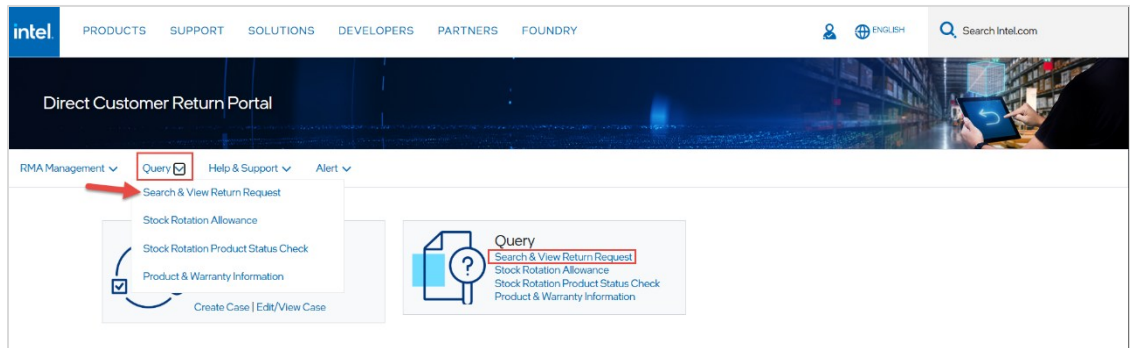 intel.
PRODUCTS SUPPORT SOLUTIONS DEVELOPERS PARTNERS FOUNDRY
ENGLISH
Search Intel.com
Direct Customer Return Portal
RMA Management Query Help & Support Alert
Search & View Return Request
Stock Rotation Allowance
Stock Rotation Product Status Check
Product & Warranty Information
Create Case | Edit/View Case
Query
Search & View Return Request
Stock Rotation Allowance
Stock Rotation Product Status Check
Product & Warranty Information